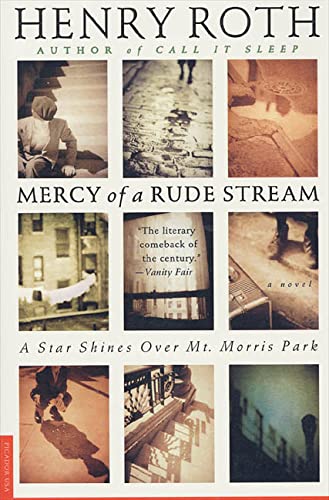 HENRY ROTH
AUTHOR of CALL IT SLEEP
MERCY of a RUDE STREAM
"The literary
comeback of
the century."
—Vanity Fair
a novel
A Star Shines Over Mt. Morris Park
PICADOR USA